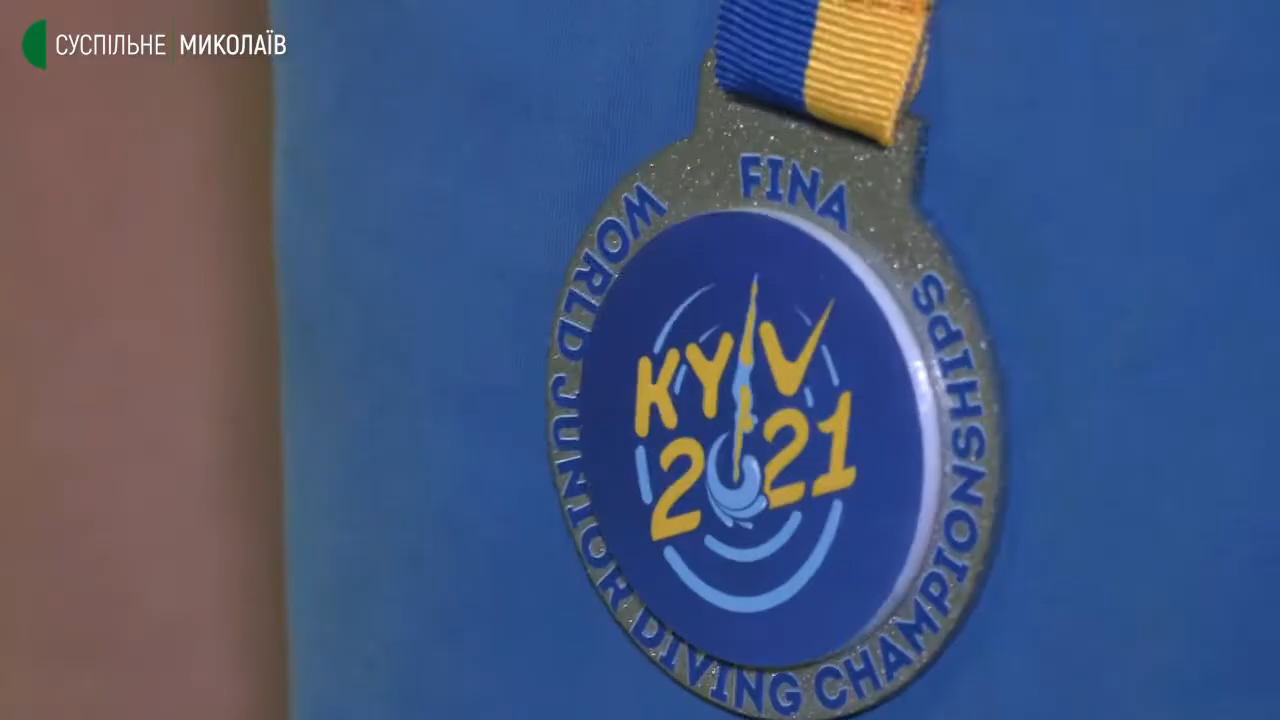 СУСПІЛЬНЕ МИКОЛАЇВ
FINA
WORLD JUNIOR DIVING CHAMPIONSHIPS
KYIV
2021